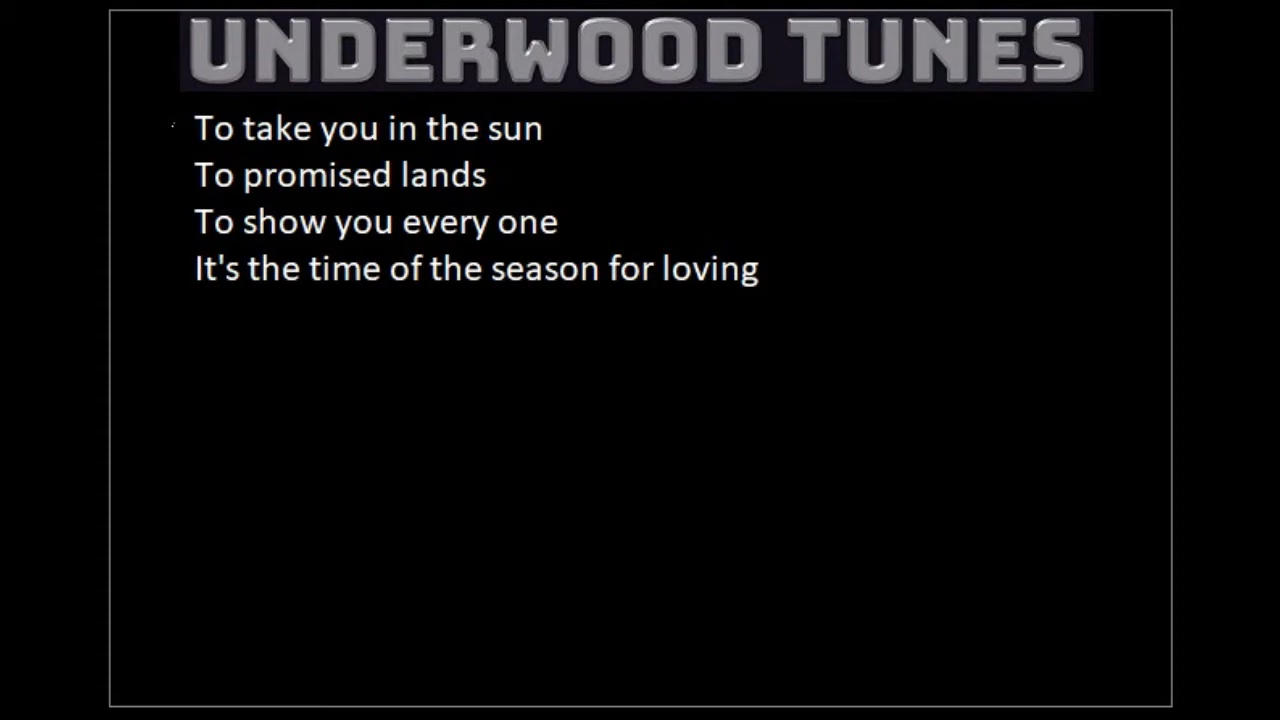 UNDERWOOD TUNES
To take you in the sun
To promised lands
To show you every one
It's the time of the season for loving